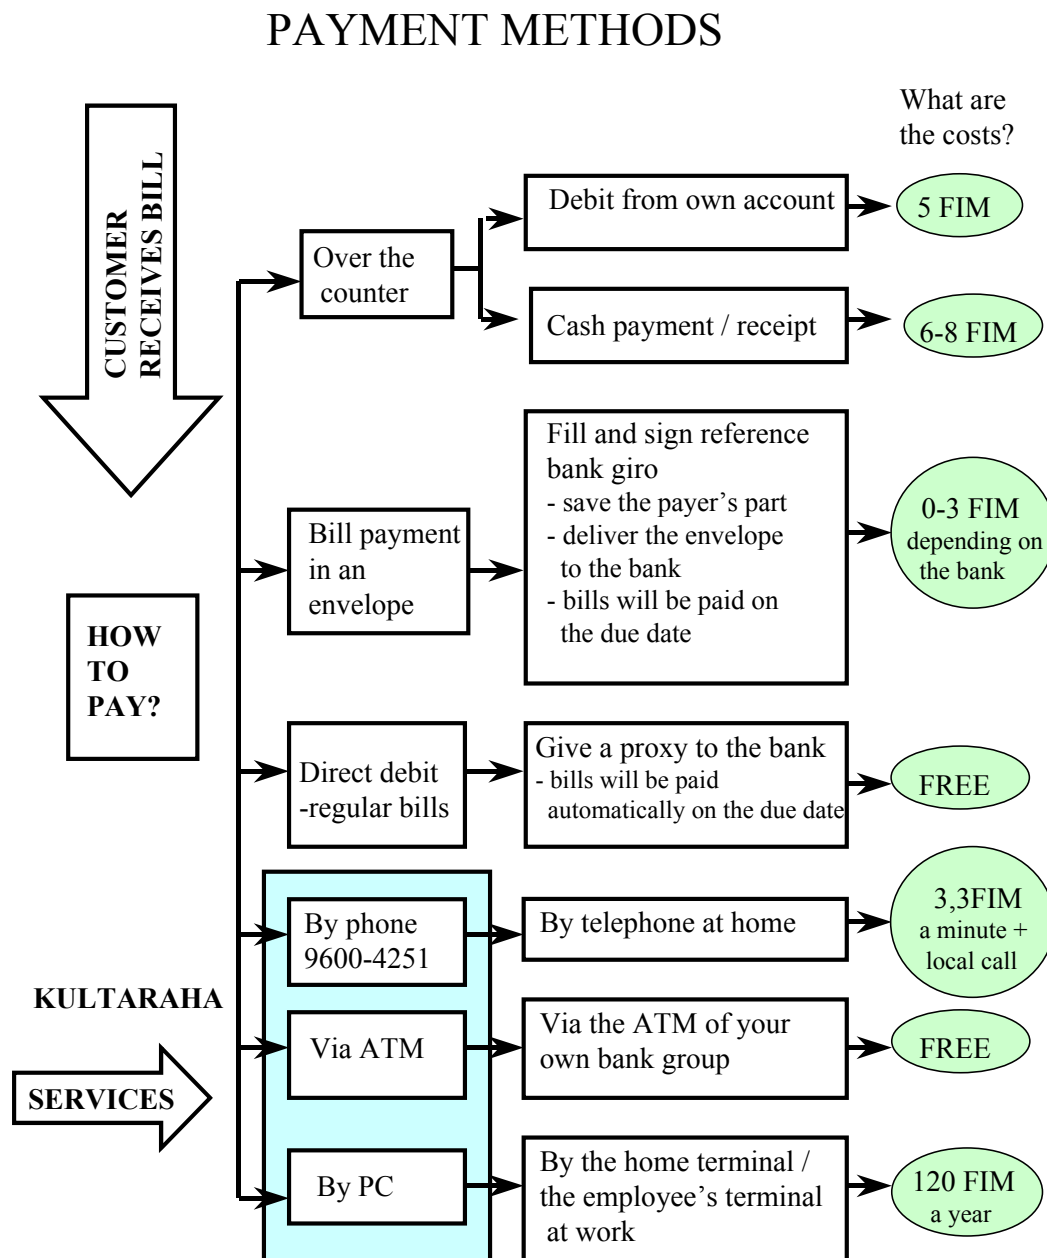 PAYMENT METHODS
What are
the costs?
CUSTOMER
RECEIVES BILL
Over the
counter
Debit from own account
5 FIM
Cash payment / receipt
6-8 FIM
Bill payment
in an
envelope
Fill and sign reference
bank giro
- save the payer's part
- deliver the envelope
to the bank
- bills will be paid on
the due date
0-3 FIM
depending on
the bank
HOW
TO
PAY?
Direct debit
-regular bills
Give a proxy to the bank
- bills will be paid
automatically on the due date
FREE
By phone
9600-4251
By telephone at home
3,3FIM
a minute +
local call
KULTARAHA
SERVICES
Via ATM
Via the ATM of your
own bank group
FREE
By PC
By the home terminal /
the employee's terminal
at work
120 FIM
a year